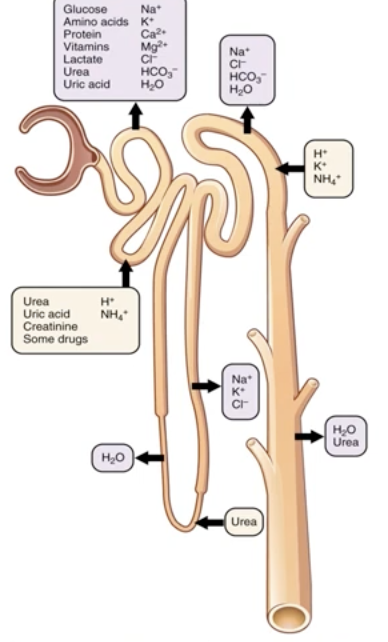 Glucose Na⁺
Amino acids K⁺
Protein Ca²⁺
Vitamins Mg²⁺
Lactate Cl⁻
Urea HCO₃⁻
Uric acid H₂O
Na⁺
Cl⁻
HCO₃⁻
H₂O
H⁺
K⁺
NH₄⁺
Urea H⁺
Uric acid NH₄⁺
Creatinine
Some drugs
Na⁺
K⁺
Cl⁻
H₂O
Urea
H₂O
Urea